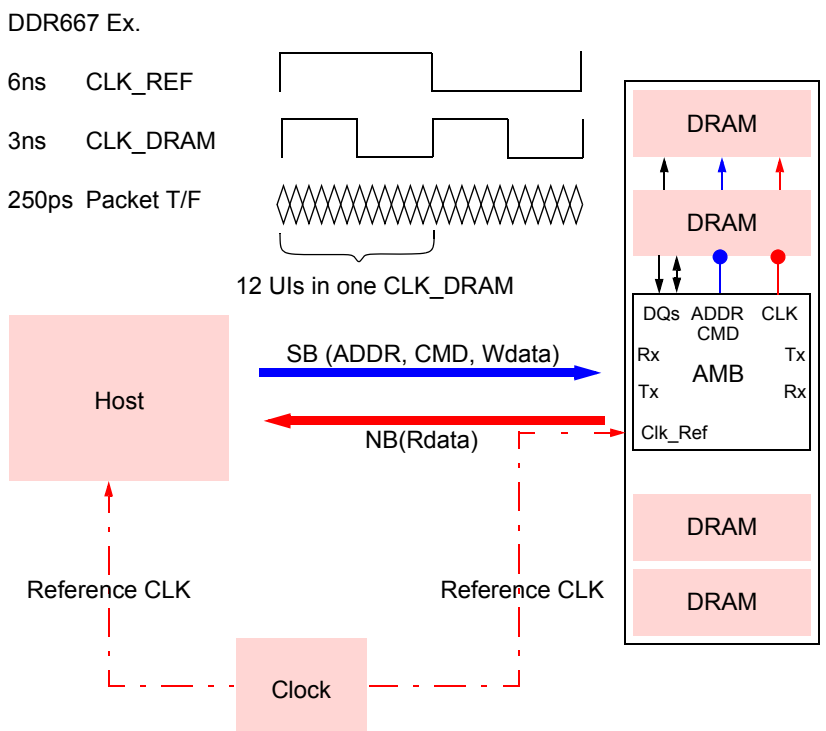 DDR667 Ex.
6ns CLK_REF
3ns CLK_DRAM
250ps Packet T/F
12 UIs in one CLK_DRAM
Host
SB (ADDR, CMD, Wdata)
NB(Rdata)
Reference CLK
Reference CLK
Clock
DRAM
DRAM
DQs ADDR CLK
CMD
Rx Tx
AMB
Tx Rx
Clk_Ref
DRAM
DRAM